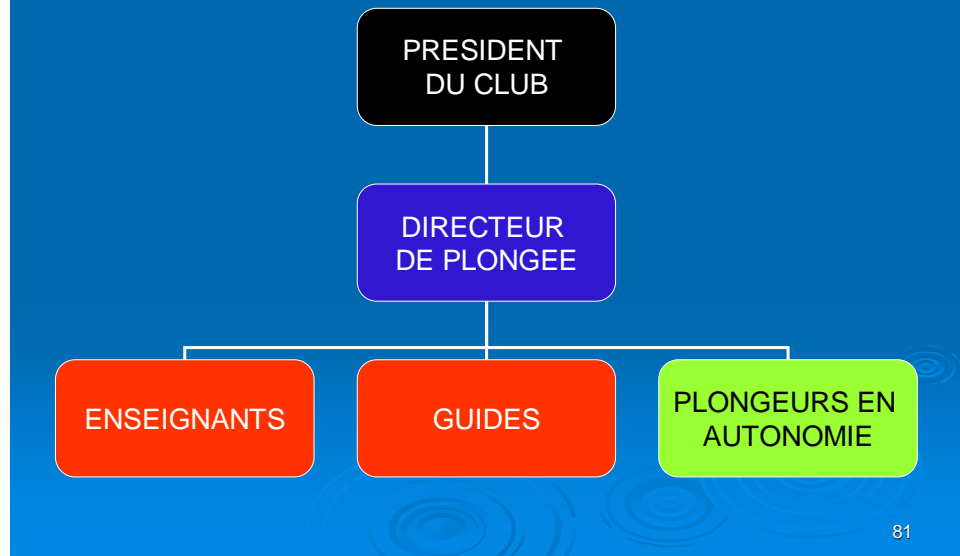 PRESIDENT
DU CLUB
DIRECTEUR
DE PLONGEE
ENSEIGNANTS
GUIDES
PLONGEURS EN
AUTONOMIE
81